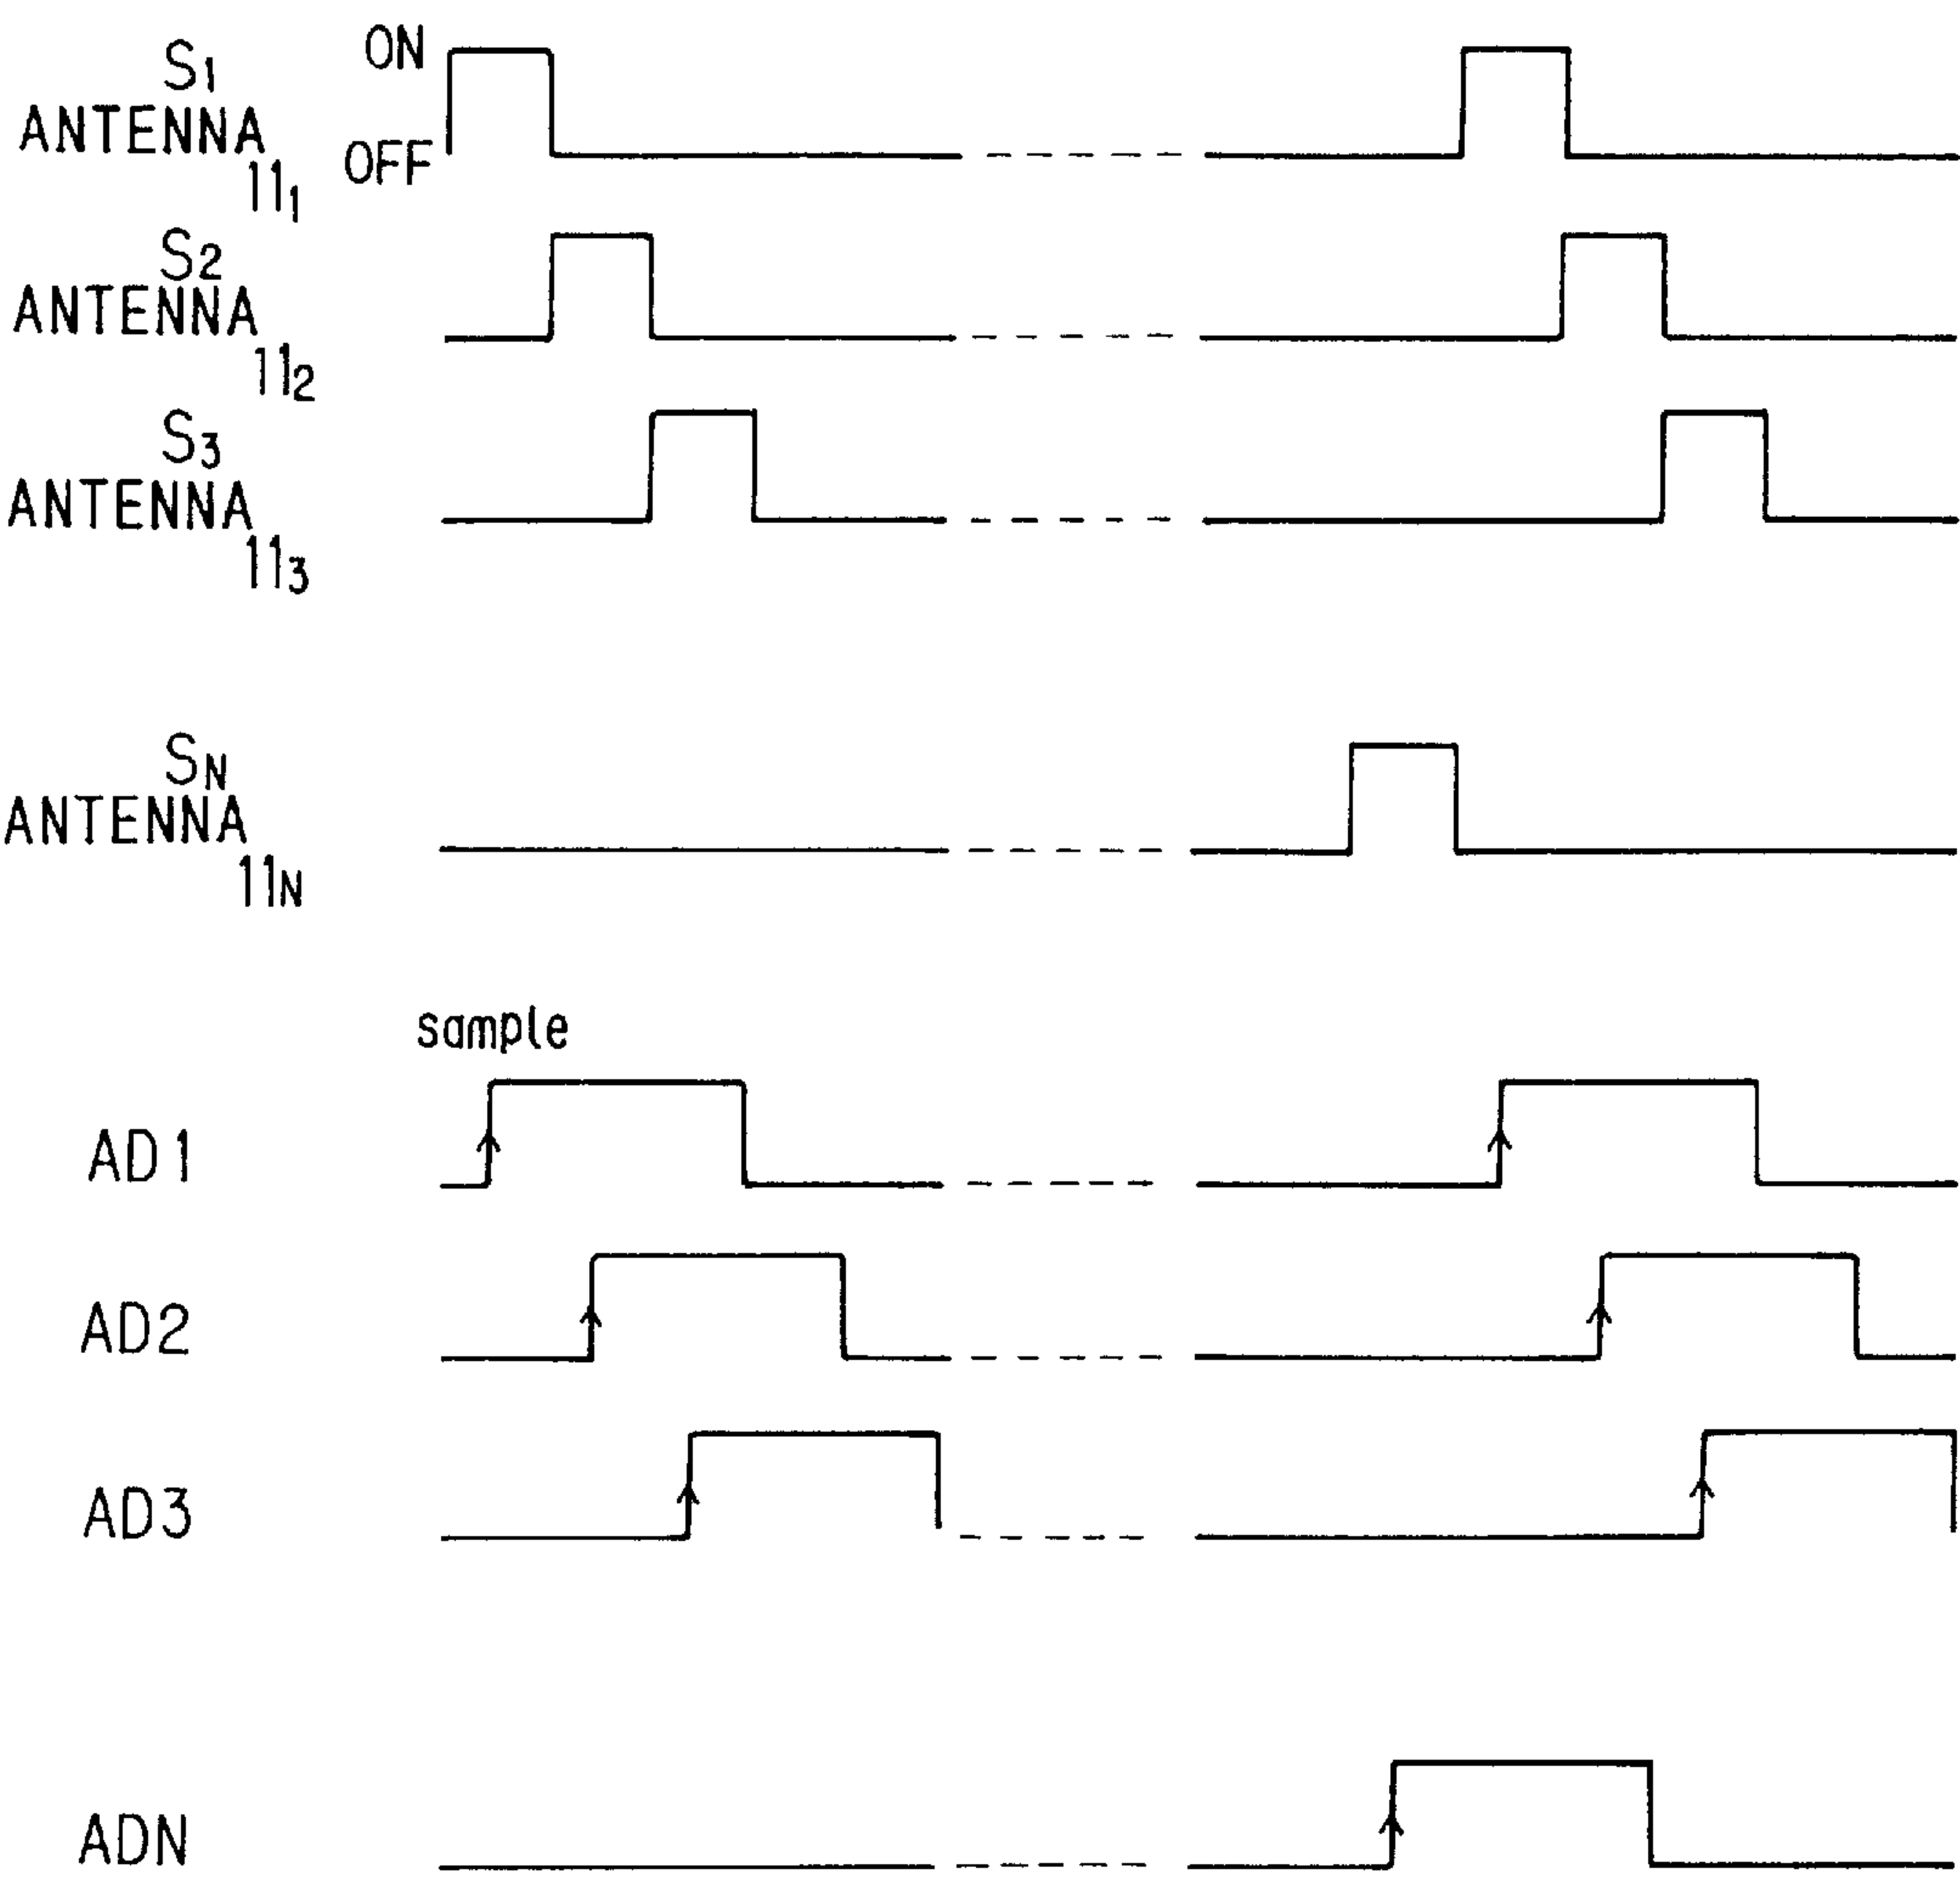 S1 ON
ANTENNA OFF
111
S2
ANTENNA
112
S3
ANTENNA
113
SN
ANTENNA
11N
sample
AD1
AD2
AD3
ADN